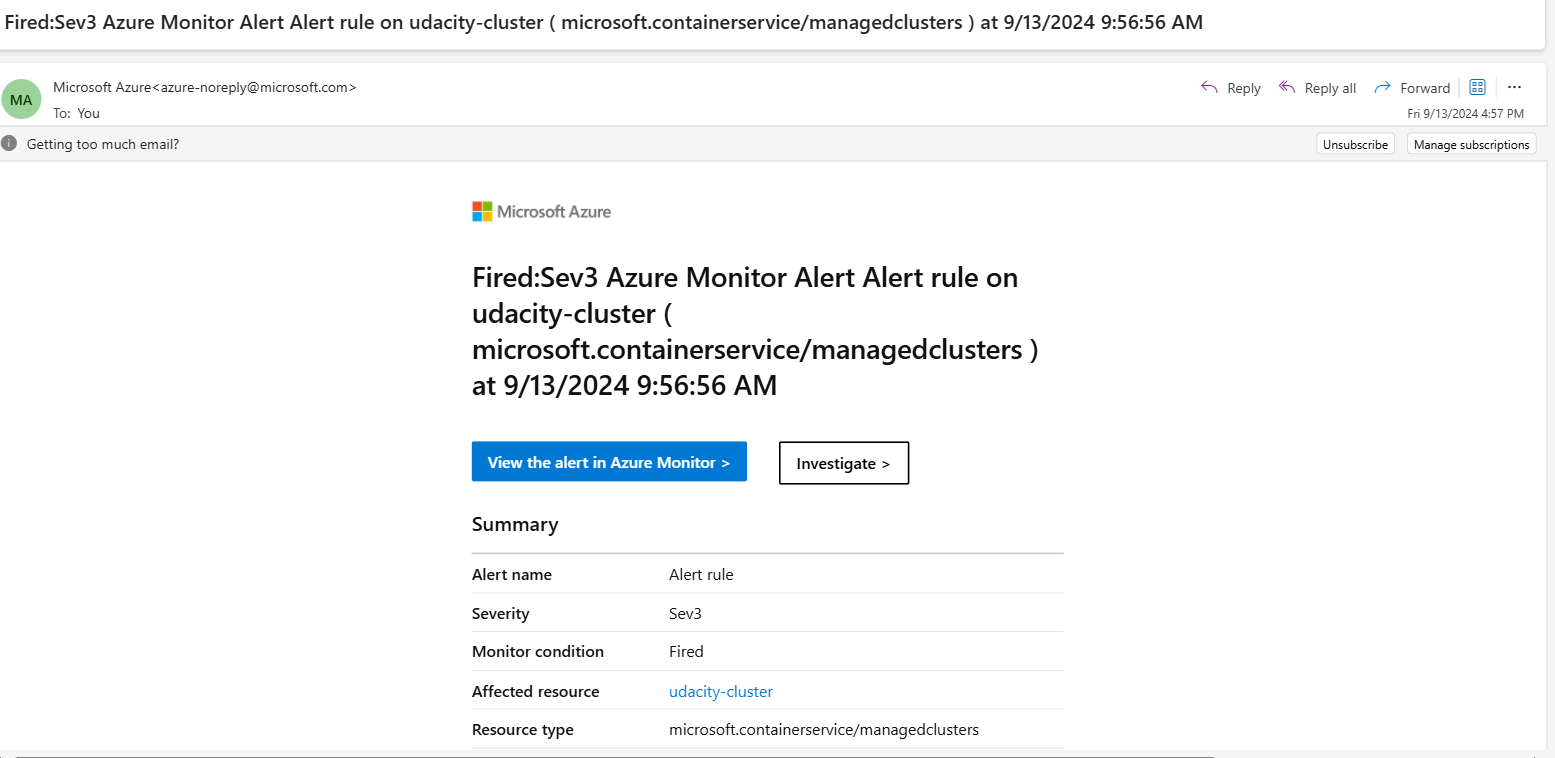 Fired:Sev3 Azure Monitor Alert Alert rule on udacity-cluster ( microsoft.containerservice/managedclusters ) at 9/13/2024 9:56:56 AM
MA
Microsoft Azure<azure-noreply@microsoft.com>
To: You
Reply
Reply all
Forward
Fri 9/13/2024 4:57 PM
Getting too much email?
Unsubscribe
Manage subscriptions
Microsoft Azure
Fired:Sev3 Azure Monitor Alert Alert rule on
udacity-cluster (
microsoft.containerservice/managedclusters )
at 9/13/2024 9:56:56 AM
View the alert in Azure Monitor >
Investigate >
Summary
Alert name Alert rule
Severity Sev3
Monitor condition Fired
Affected resource udacity-cluster
Resource type microsoft.containerservice/managedclusters